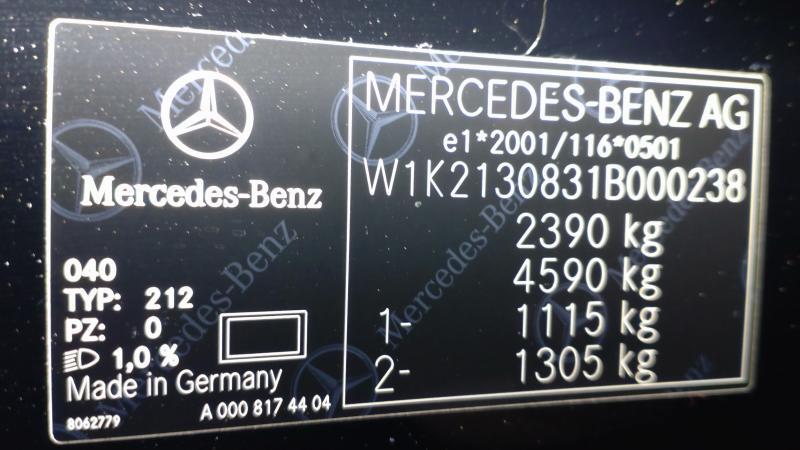 Mercedes-Benz
040
TYP: 212
PZ: 0
1,0 %
Made in Germany
8062779
A 000 817 44 04
MERCEDES-BENZ AG
e1*2001/116*0501
W1K2130831B000238
2390 kg
4590 kg
1- 1115 kg
2- 1305 kg